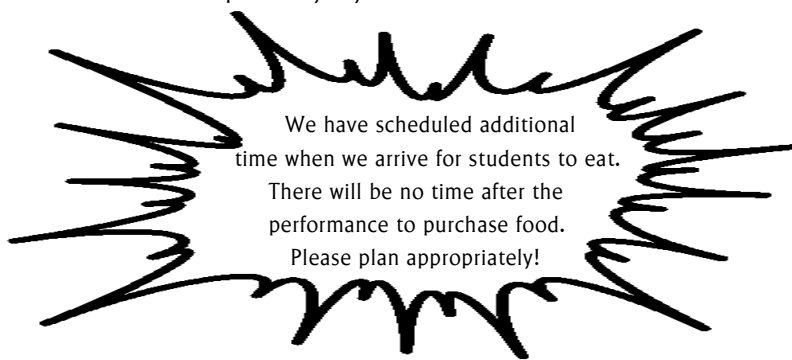 We have scheduled additional
time when we arrive for students to eat.
There will be no time after the
performance to purchase food.
Please plan appropriately!